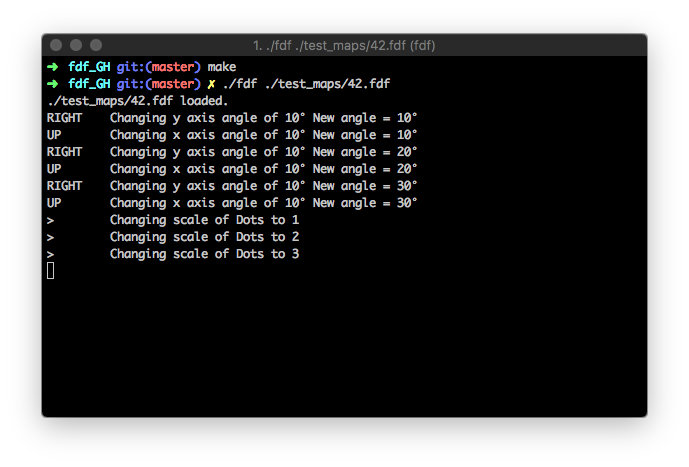 1. ./fdf ./test_maps/42.fdf (fdf)
➜ fdf_GH git:(master) make
➜ fdf_GH git:(master) ✗ ./fdf ./test_maps/42.fdf
./test_maps/42.fdf loaded.
RIGHT Changing y axis angle of 10° New angle = 10°
UP Changing x axis angle of 10° New angle = 10°
RIGHT Changing y axis angle of 10° New angle = 20°
UP Changing x axis angle of 10° New angle = 20°
RIGHT Changing y axis angle of 10° New angle = 30°
UP Changing x axis angle of 10° New angle = 30°
> Changing scale of Dots to 1
> Changing scale of Dots to 2
> Changing scale of Dots to 3